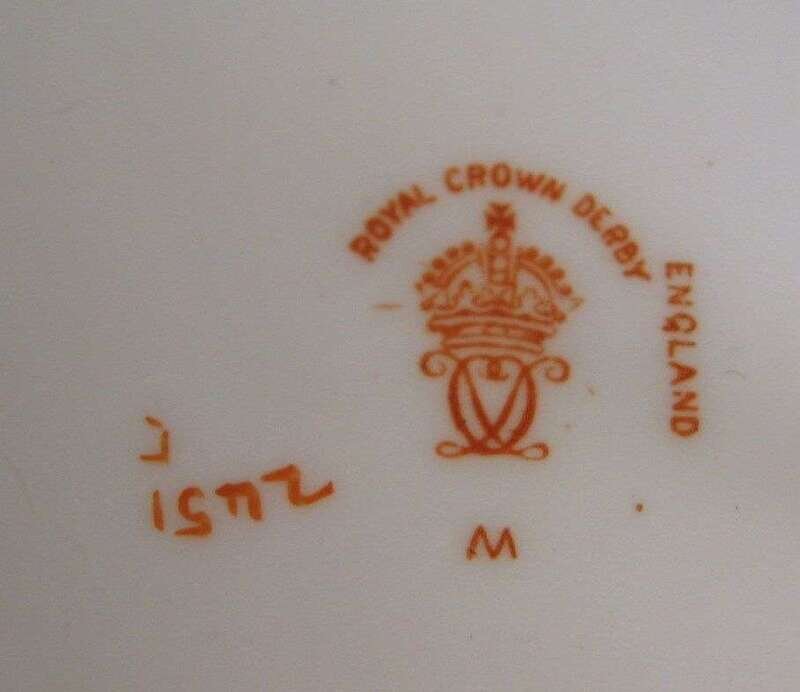 ROYAL CROWN DERBY
ENGLAND
2451
W